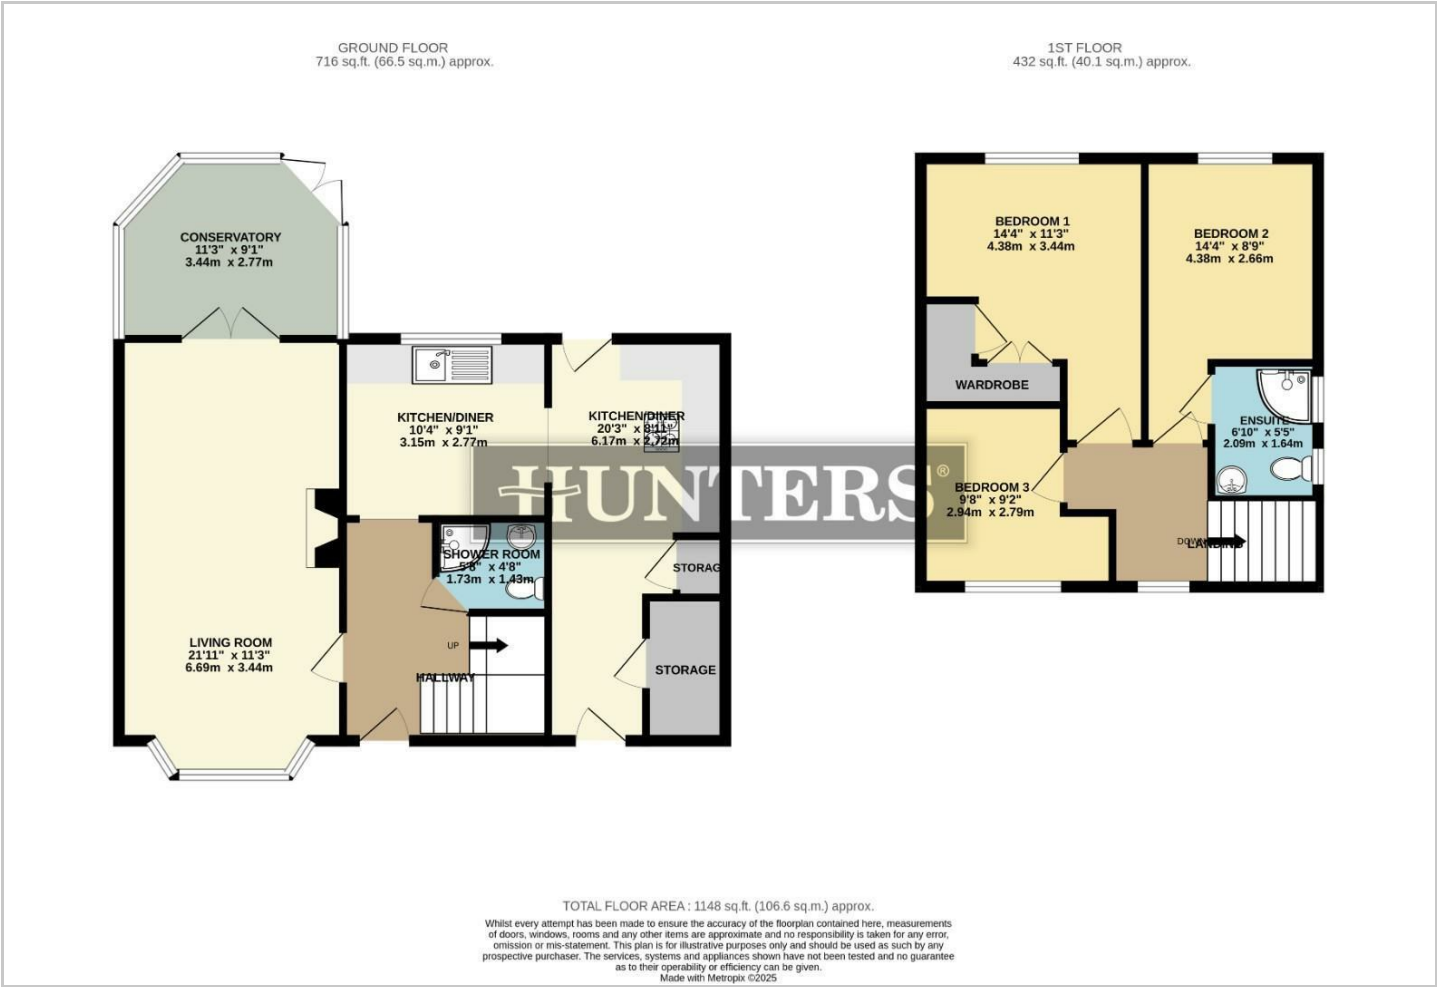 GROUND FLOOR
716 sq.ft. (66.5 sq.m.) approx.
1ST FLOOR
432 sq.ft. (40.1 sq.m.) approx.
CONSERVATORY
11'3" x 9'1"
3.44m x 2.77m
KITCHEN/DINER
10'4" x 9'1"
3.15m x 2.77m
KITCHEN/DINER
20'3" x 8'11"
6.17m x 2.72m
SHOWER ROOM
5'8" x 4'8"
1.73m x 1.43m
STORAG
STORAGE
LIVING ROOM
21'11" x 11'3"
6.69m x 3.44m
UP
HALLWAY
BEDROOM 1
14'4" x 11'3"
4.38m x 3.44m
BEDROOM 2
14'4" x 8'9"
4.38m x 2.66m
WARDROBE
ENSUITE
6'10" x 5'5"
2.09m x 1.64m
BEDROOM 3
9'8" x 9'2"
2.94m x 2.79m
DOWN
LANDING
HUNTERS®
TOTAL FLOOR AREA : 1148 sq.ft. (106.6 sq.m.) approx.
Whilst every attempt has been made to ensure the accuracy of the floorplan contained here, measurements
of doors, windows, rooms and any other items are approximate and no responsibility is taken for any error,
omission or mis-statement. This plan is for illustrative purposes only and should be used as such by any
prospective purchaser. The services, systems and appliances shown have not been tested and no guarantee
as to their operability or efficiency can be given.
Made with Metropix ©2025